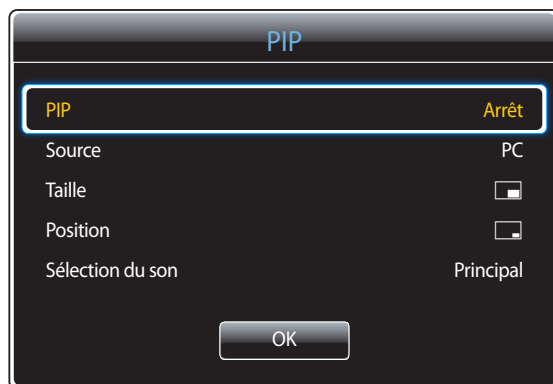 PIP
PIP Arrêt
Source PC
Taille
Position
Sélection du son Principal
OK